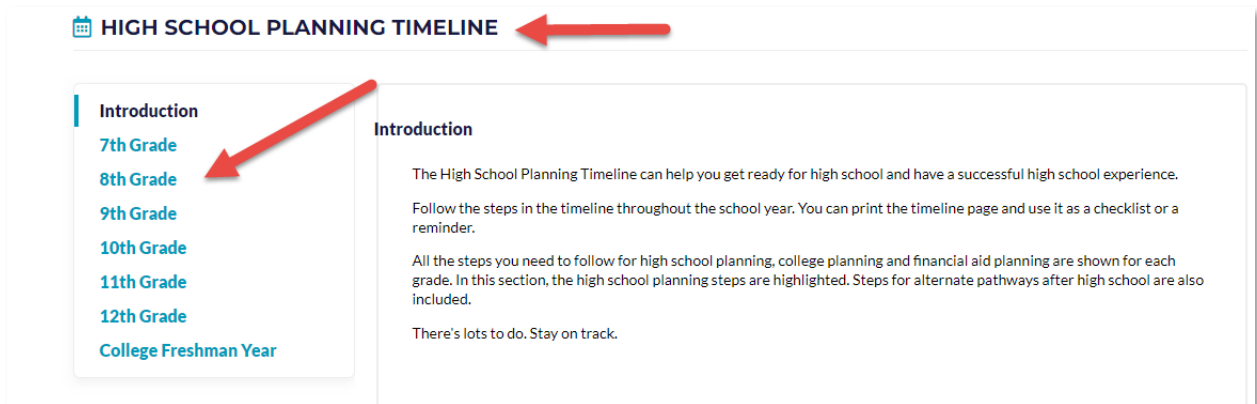 HIGH SCHOOL PLANNING TIMELINE
Introduction
7th Grade
8th Grade
9th Grade
10th Grade
11th Grade
12th Grade
College Freshman Year
Introduction
The High School Planning Timeline can help you get ready for high school and have a successful high school experience.
Follow the steps in the timeline throughout the school year. You can print the timeline page and use it as a checklist or a
reminder.
All the steps you need to follow for high school planning, college planning and financial aid planning are shown for each
grade. In this section, the high school planning steps are highlighted. Steps for alternate pathways after high school are also
included.
There's lots to do. Stay on track.